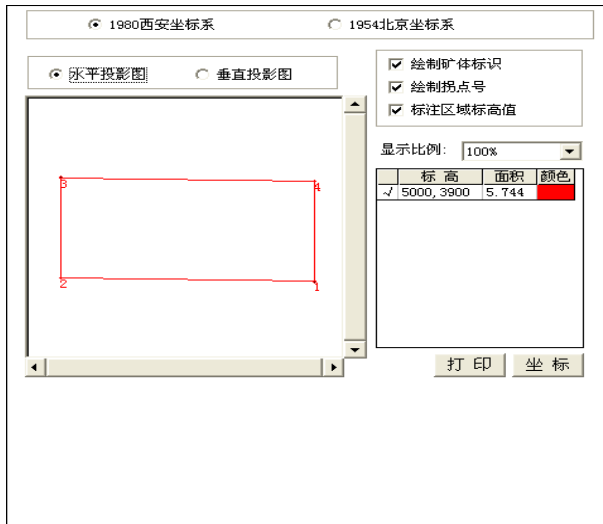 1980西安坐标系 1954北京坐标系
水平投影图 垂直投影图
绘制矿体标识
绘制拐点号
标注区域标高值
显示比例: 100%
标 高 面积 颜色
5000,3900 5.744
3
4
2
1
打 印 坐 标